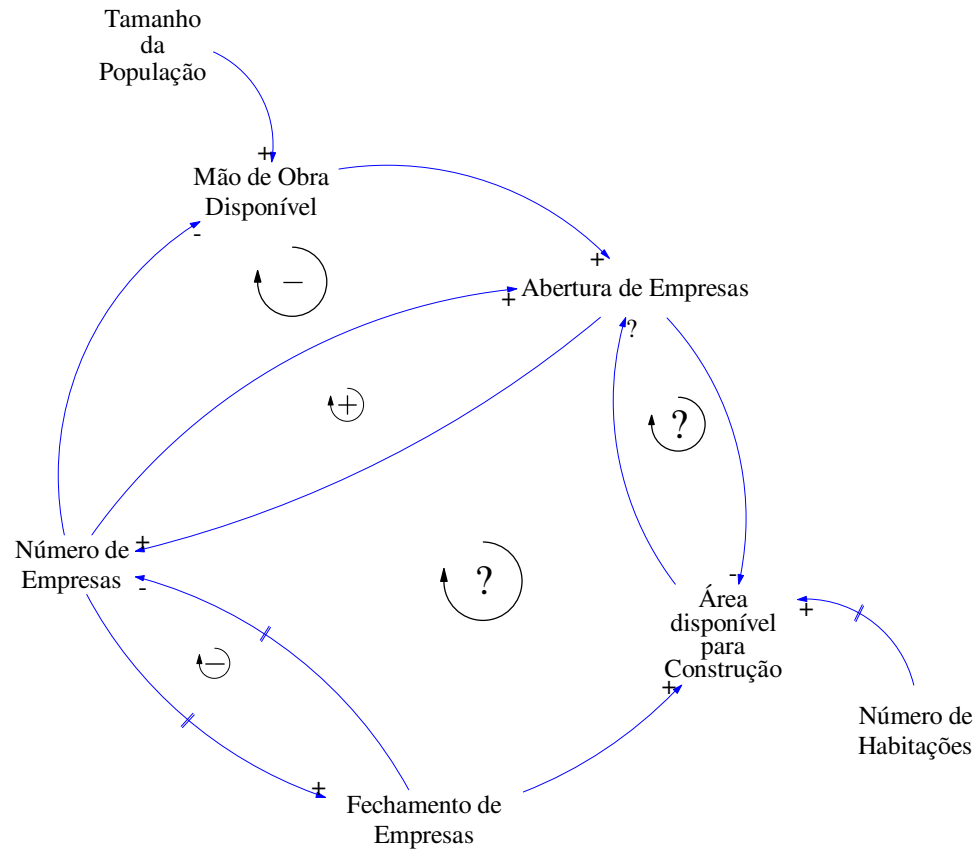 Tamanho
da
População
+
Mão de Obra
Disponível
-
–
+
Abertura de Empresas
+
?
+
?
Número de
Empresas
+
-
?
-
Área
disponível
para
Construção
+
+
–
Número de
Habitações
+
Fechamento de
Empresas